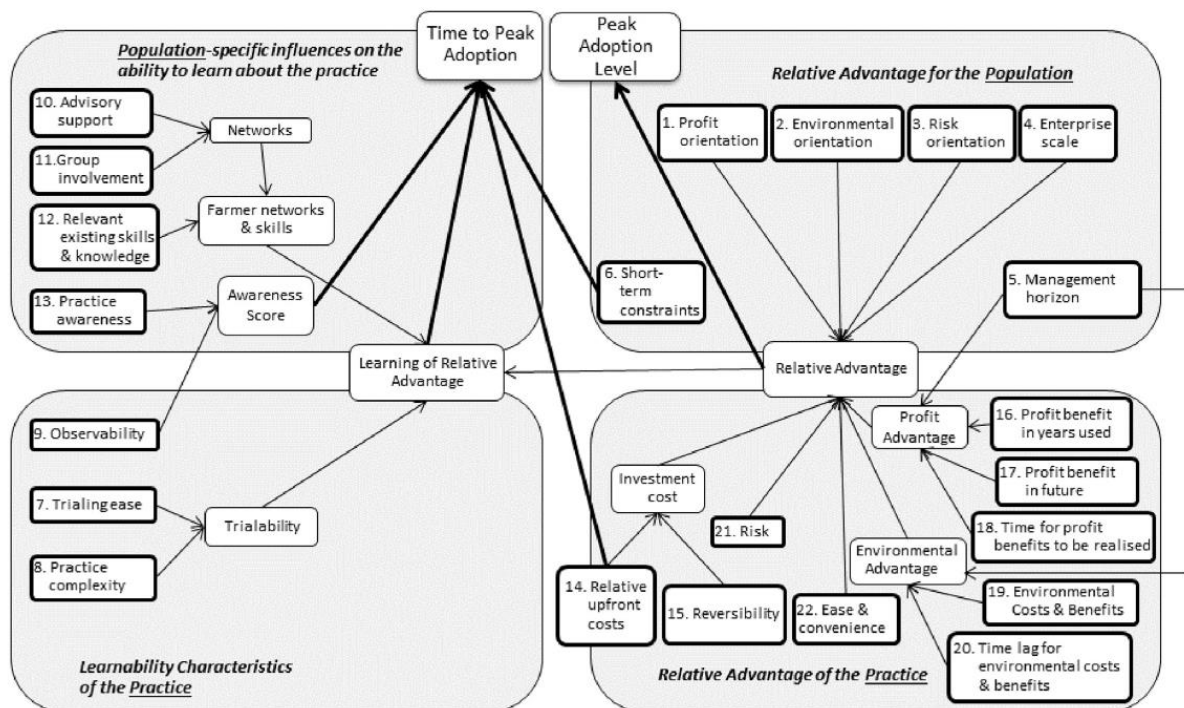 Time to Peak
Adoption
Peak
Adoption
Level
Population-specific influences on the
ability to learn about the practice
10. Advisory
support
Networks
11.Group
involvement
12. Relevant
existing skills
& knowledge
Farmer networks
& skills
13. Practice
awareness
Awareness
Score
Relative Advantage for the Population
1. Profit
orientation
2. Environmental
orientation
3. Risk
orientation
4. Enterprise
scale
6. Short-
term
constraints
5. Management
horizon
Learning of Relative
Advantage
Relative Advantage
9. Observability
7. Trialing ease
Trialability
8. Practice
complexity
Learnability Characteristics
of the Practice
Profit
Advantage
16. Profit benefit
in years used
17. Profit benefit
in future
Investment
cost
21. Risk
18. Time for profit
benefits to be realised
Environmental
Advantage
14. Relative
upfront
costs
15. Reversibility
22. Ease &
convenience
19. Environmental
Costs & Benefits
20. Time lag for
environmental costs
& benefits
Relative Advantage of the Practice